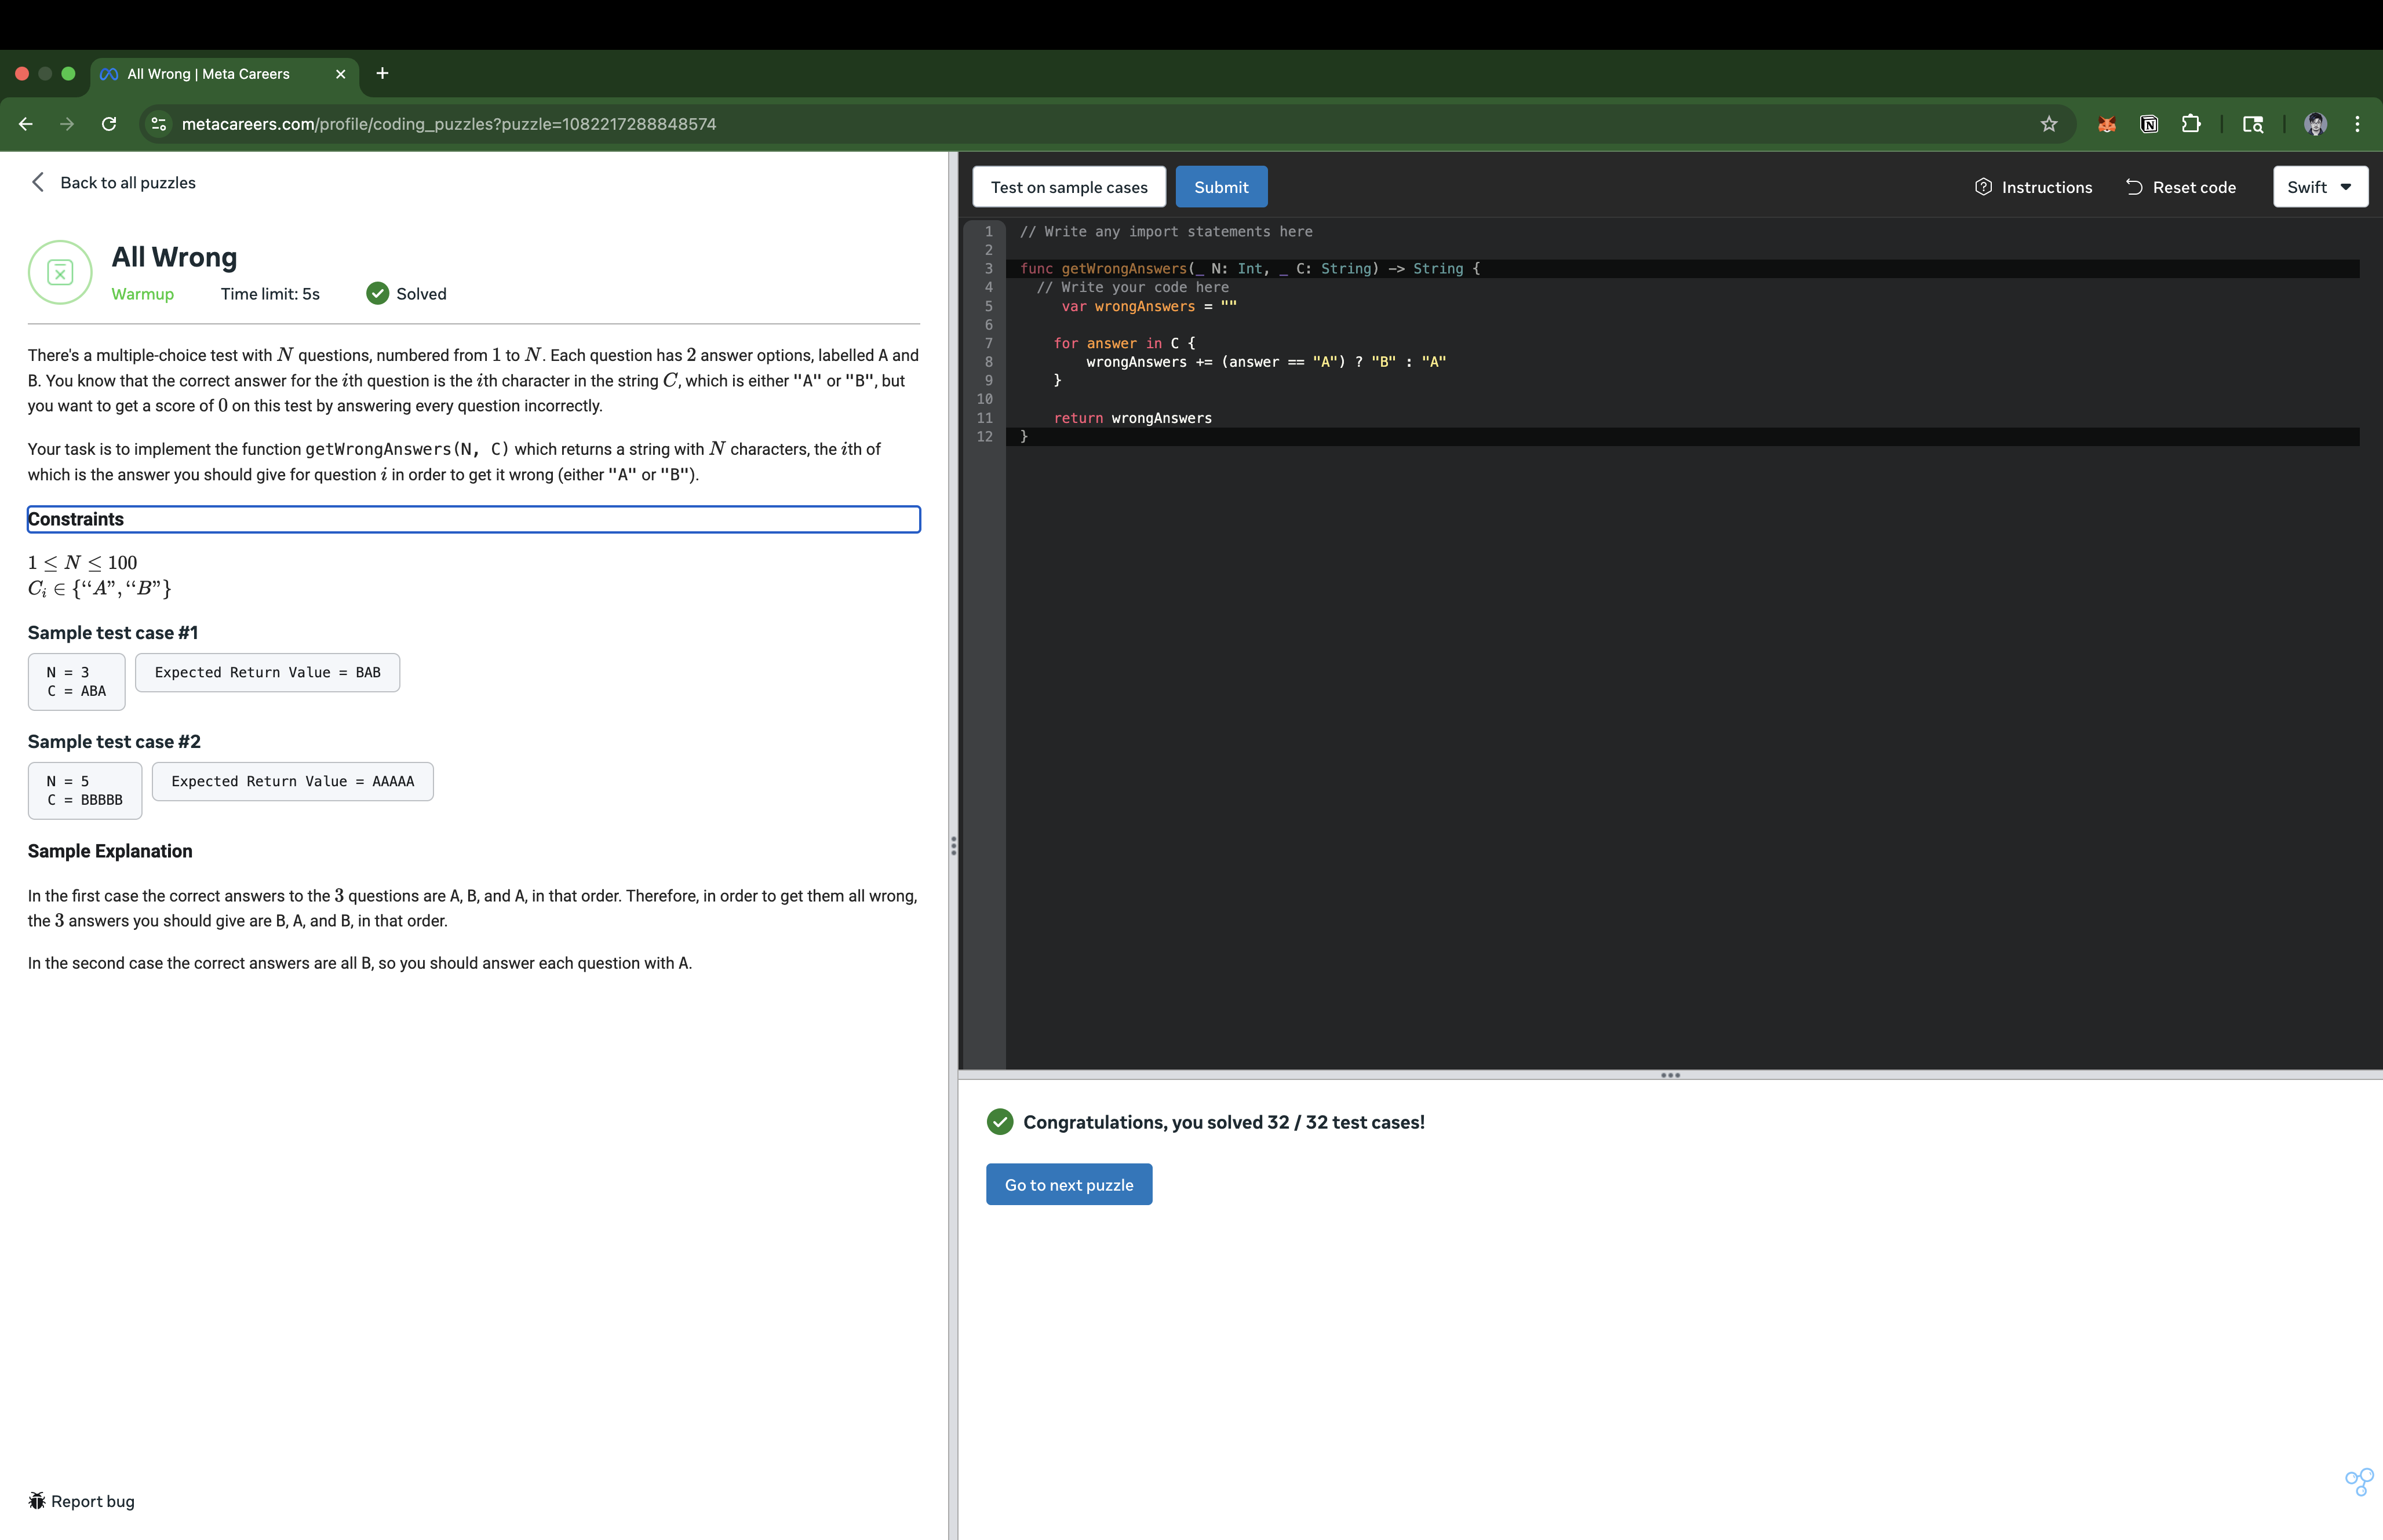 All Wrong | Meta Careers
metacareers.com/profile/coding_puzzles?puzzle=1082217288848574
Back to all puzzles
All Wrong
Warmup Time limit: 5s Solved
There's a multiple-choice test with N questions, numbered from 1 to N. Each question has 2 answer options, labelled A and
B. You know that the correct answer for the ith question is the ith character in the string C, which is either "A" or "B", but
you want to get a score of 0 on this test by answering every question incorrectly.
Your task is to implement the function getWrongAnswers(N, C) which returns a string with N characters, the ith of
which is the answer you should give for question i in order to get it wrong (either "A" or "B").
Constraints
1 ≤ N ≤ 100
C_i ∈ {“A”, “B”}
Sample test case #1
N = 3
C = ABA
Expected Return Value = BAB
Sample test case #2
N = 5
C = BBBBB
Expected Return Value = AAAAA
Sample Explanation
In the first case the correct answers to the 3 questions are A, B, and A, in that order. Therefore, in order to get them all wrong,
the 3 answers you should give are B, A, and B, in that order.
In the second case the correct answers are all B, so you should answer each question with A.
Report bug
Test on sample cases Submit Instructions Reset code Swift
1 // Write any import statements here
2
3 func getWrongAnswers(_ N: Int, _ C: String) -> String {
4   // Write your code here
5      var wrongAnswers = ""
6
7     for answer in C {
8         wrongAnswers += (answer == "A") ? "B" : "A"
9     }
10
11     return wrongAnswers
12 }
Congratulations, you solved 32 / 32 test cases!
Go to next puzzle